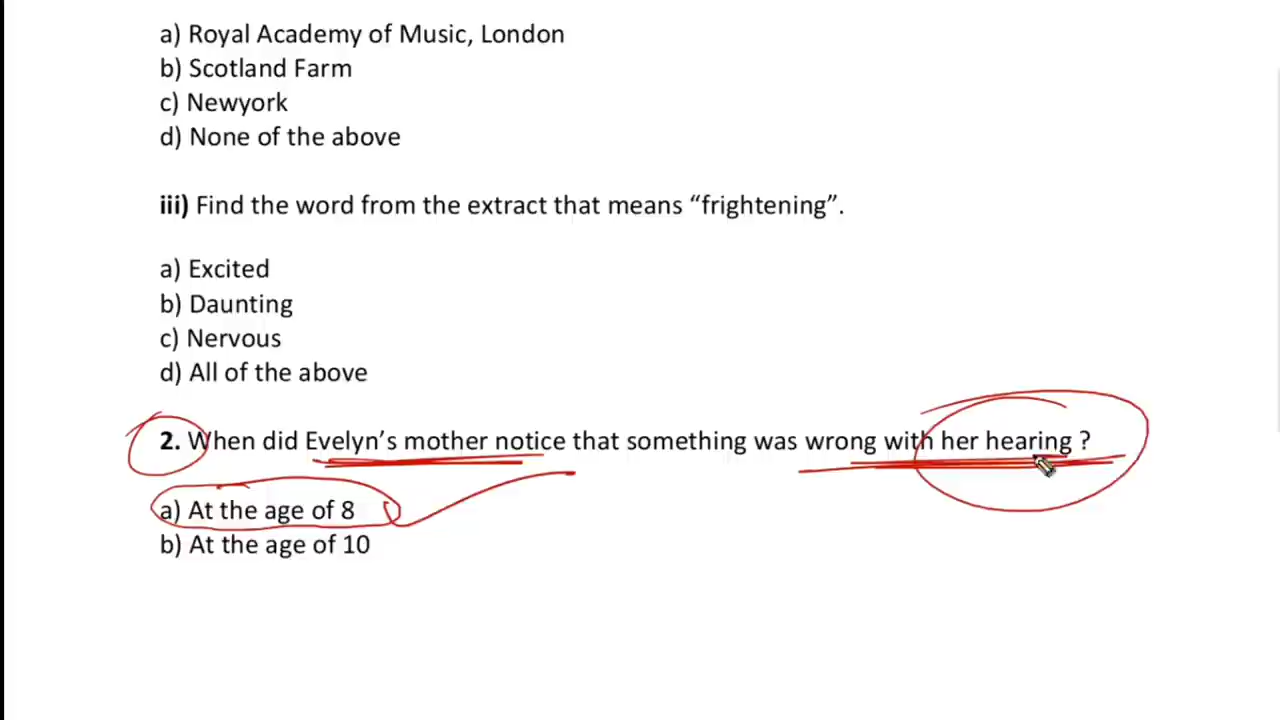 a) Royal Academy of Music, London
b) Scotland Farm
c) Newyork
d) None of the above
iii) Find the word from the extract that means “frightening”.
a) Excited
b) Daunting
c) Nervous
d) All of the above
2. When did Evelyn’s mother notice that something was wrong with her hearing ?
a) At the age of 8
b) At the age of 10